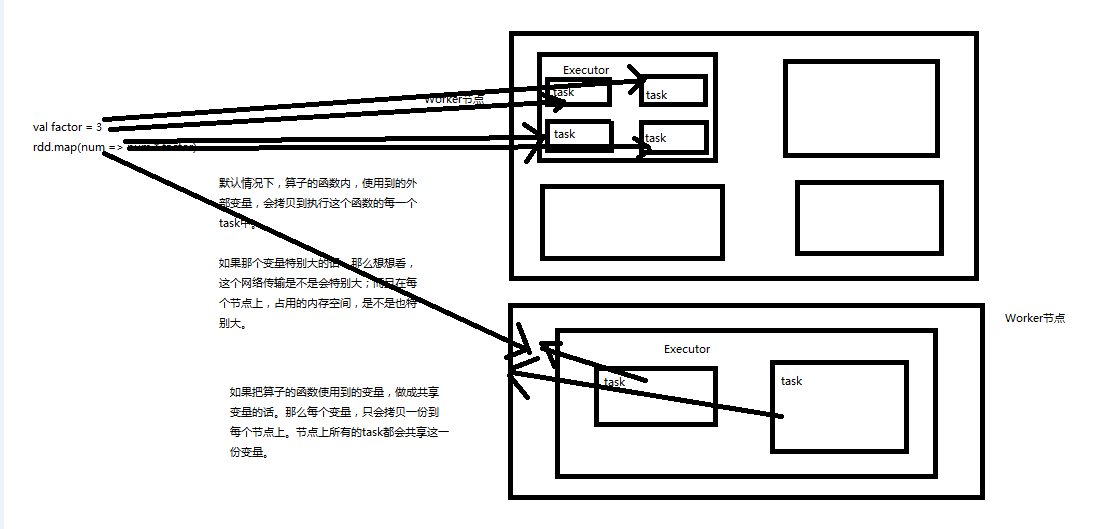 Executor
task
task
Worker节点
val factor = 3
rdd.map(num => num * factor)
task
task
默认情况下，算子的函数内，使用到的外
部变量，会拷贝到执行这个函数的每一个
task中。
如果那个变量特别大的话，那么想想看，
这个网络传输是不是会特别大；而且在每
个节点上，占用的内存空间，是不是也特
别大。
Worker节点
Executor
task
task
如果把算子的函数使用到的变量，做成共享
变量的话。那么每个变量，只会拷贝一份到
每个节点上。节点上所有的task都会共享这一
份变量。